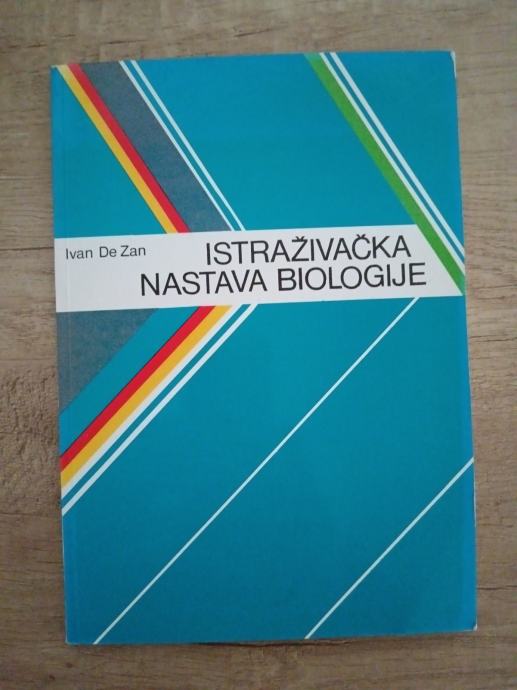 Ivan De Zan
ISTRAŽIVAČKA
NASTAVA BIOLOGIJE